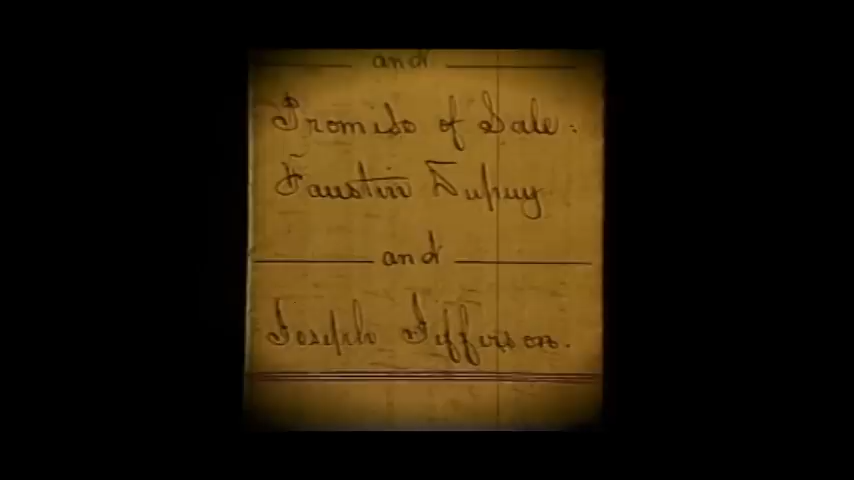 and
Promise of Sale:
Faustin Dupuy
and
Joseph Jefferson.